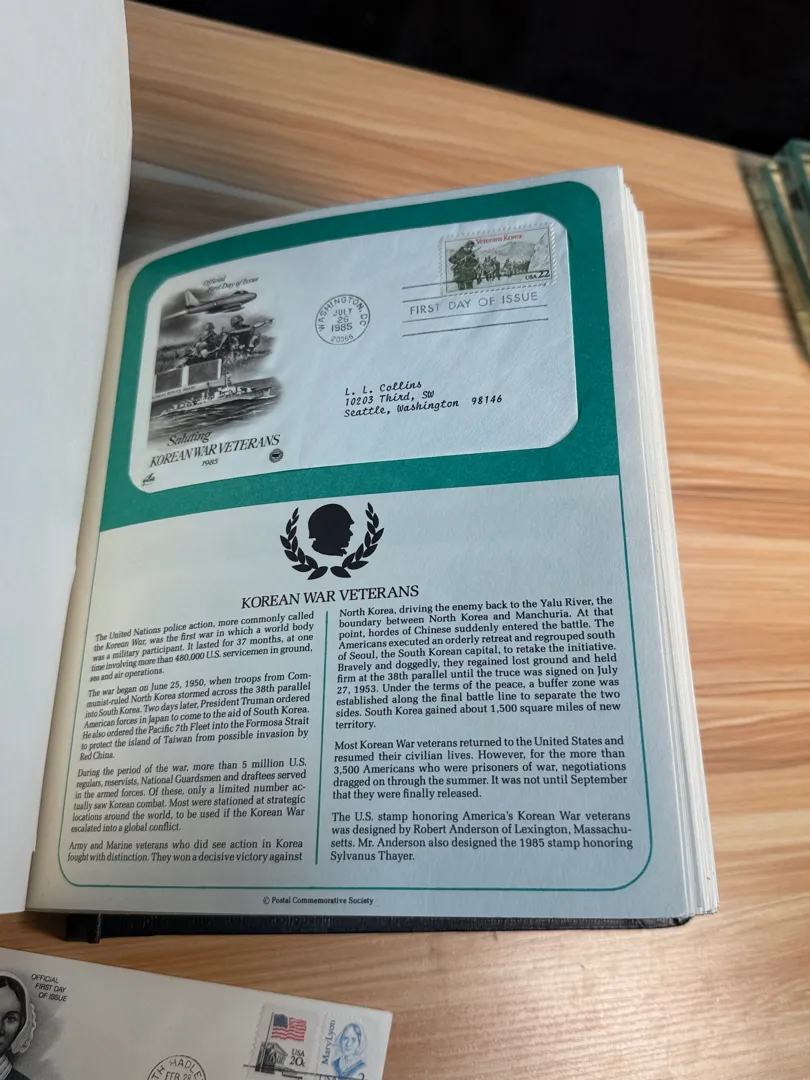 Official
First Day of Issue
Veterans Korea
USA 22
WASHINGTON, DC
JULY
26
1985
20066
FIRST DAY OF ISSUE
L. L. Collins
10203 Third, SW
Seattle, Washington 98146
Saluting
KOREAN WAR VETERANS
1985
KOREAN WAR VETERANS
The United Nations police action, more commonly called
the Korean War, was the first war in which a world body
was a military participant. It lasted for 37 months, at one
time involving more than 480,000 U.S. servicemen in ground,
sea and air operations.
The war began on June 25, 1950, when troops from Com-
munist-ruled North Korea stormed across the 38th parallel
into South Korea. Two days later, President Truman ordered
American forces in Japan to come to the aid of South Korea.
He also ordered the Pacific 7th Fleet into the Formosa Strait
to protect the island of Taiwan from possible invasion by
Red China.
During the period of the war, more than 5 million U.S.
regulars, reservists, National Guardsmen and draftees served
in the armed forces. Of these, only a limited number ac-
tually saw Korean combat. Most were stationed at strategic
locations around the world, to be used if the Korean War
escalated into a global conflict.
Army and Marine veterans who did see action in Korea
fought with distinction. They won a decisive victory against
North Korea, driving the enemy back to the Yalu River, the
boundary between North Korea and Manchuria. At that
point, hordes of Chinese suddenly entered the battle. The
Americans executed an orderly retreat and regrouped south
of Seoul, the South Korean capital, to retake the initiative.
Bravely and doggedly, they regained lost ground and held
firm at the 38th parallel until the truce was signed on July
27, 1953. Under the terms of the peace, a buffer zone was
established along the final battle line to separate the two
sides. South Korea gained about 1,500 square miles of new
territory.
Most Korean War veterans returned to the United States and
resumed their civilian lives. However, for the more than
3,500 Americans who were prisoners of war, negotiations
dragged on through the summer. It was not until September
that they were finally released.
The U.S. stamp honoring America's Korean War veterans
was designed by Robert Anderson of Lexington, Massachu-
setts. Mr. Anderson also designed the 1985 stamp honoring
Sylvanus Thayer.
© Postal Commemorative Society
OFFICIAL
FIRST DAY
OF ISSUE
TH HADLE
FEB 28
USA
20c
Mary Lyon